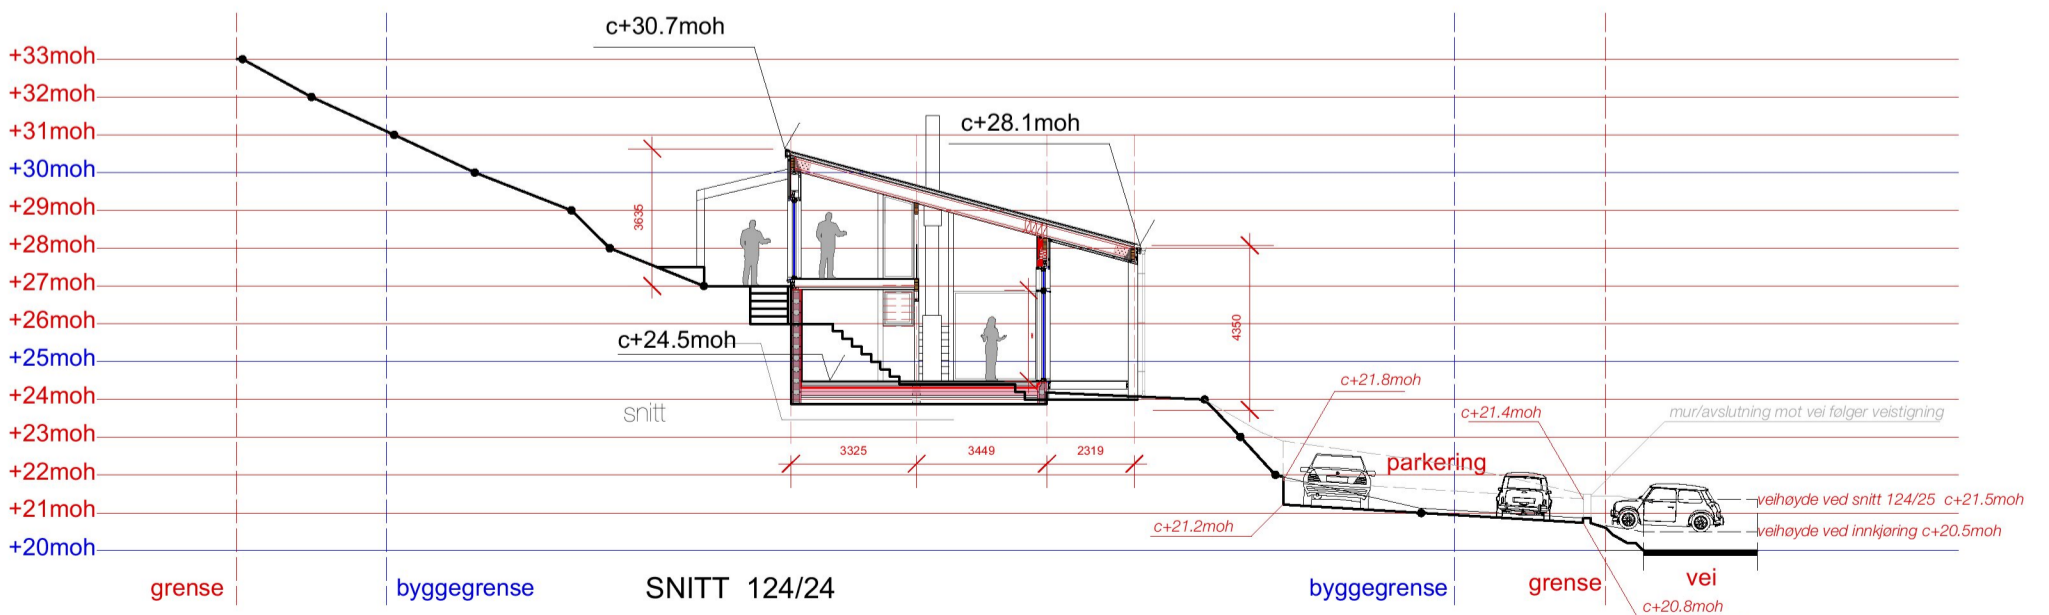 c+30.7moh
+33moh
+32moh
+31moh
c+28.1moh
+30moh
+29moh
3635
+28moh
+27moh
+26moh
4350
c+24.5moh
+25moh
+24moh
c+21.8moh
snitt
c+21.4moh
mur/avslutning mot vei følger veistigning
+23moh
3325
3449
2319
+22moh
parkering
veihøyde ved snitt 124/25 c+21.5moh
+21moh
c+21.2moh
veihøyde ved innkjøring c+20.5moh
+20moh
grense
byggegrense
SNITT 124/24
byggegrense
grense
vei
c+20.8moh